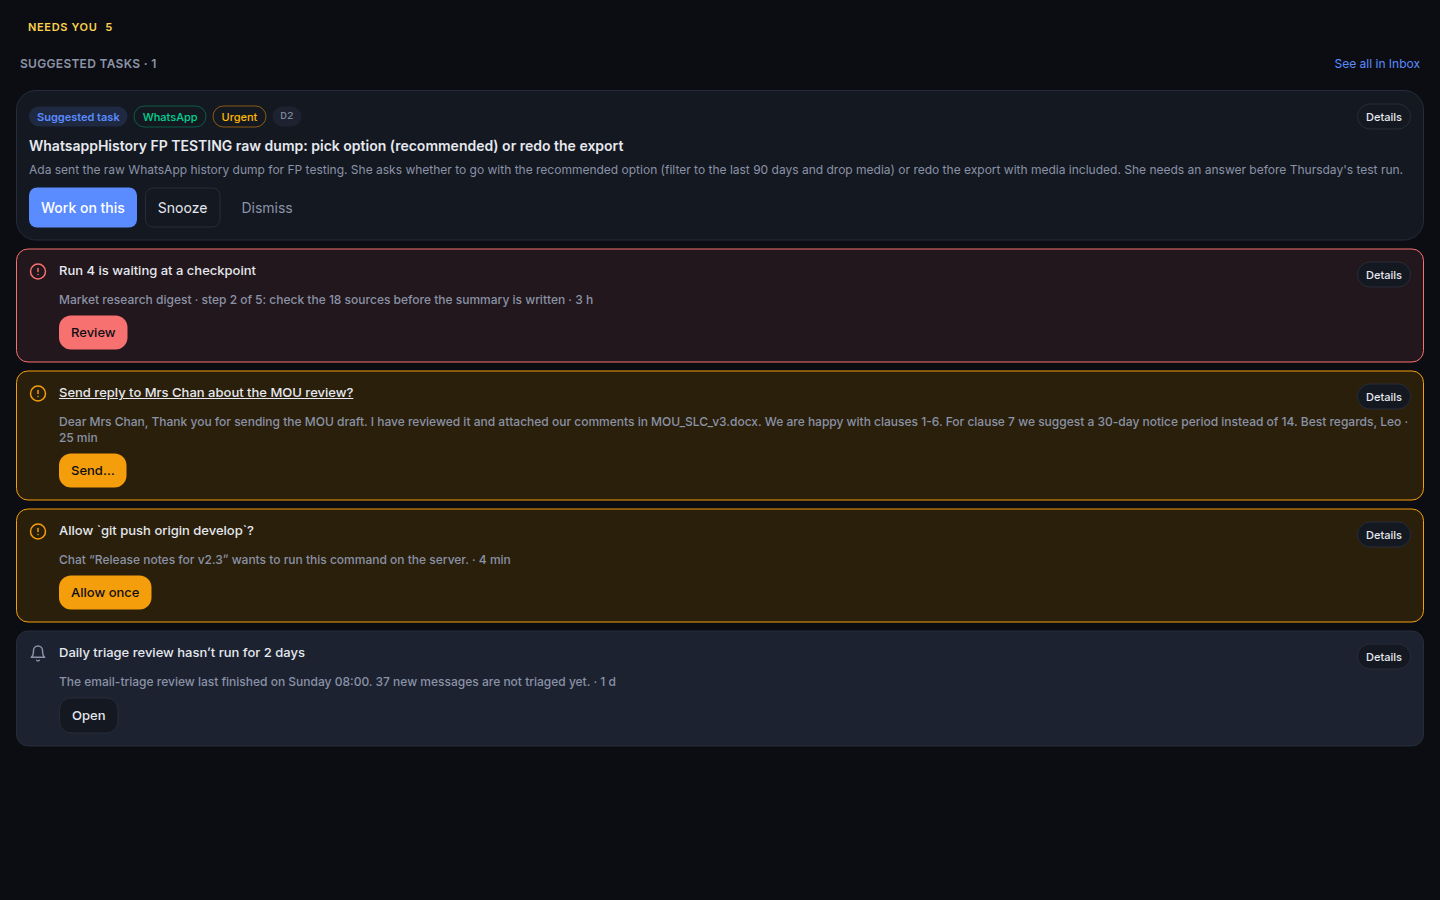 NEEDS YOU 5
SUGGESTED TASKS · 1
See all in Inbox
Suggested task
WhatsApp
Urgent
D2
Details
WhatsappHistory FP TESTING raw dump: pick option (recommended) or redo the export
Ada sent the raw WhatsApp history dump for FP testing. She asks whether to go with the recommended option (filter to the last 90 days and drop media) or redo the export with media included. She needs an answer before Thursday's test run.
Work on this
Snooze
Dismiss
Run 4 is waiting at a checkpoint
Details
Market research digest · step 2 of 5: check the 18 sources before the summary is written · 3 h
Review
Send reply to Mrs Chan about the MOU review?
Details
Dear Mrs Chan, Thank you for sending the MOU draft. I have reviewed it and attached our comments in MOU_SLC_v3.docx. We are happy with clauses 1-6. For clause 7 we suggest a 30-day notice period instead of 14. Best regards, Leo ·
25 min
Send...
Allow `git push origin develop`?
Details
Chat “Release notes for v2.3” wants to run this command on the server. · 4 min
Allow once
Daily triage review hasn’t run for 2 days
Details
The email-triage review last finished on Sunday 08:00. 37 new messages are not triaged yet. · 1 d
Open